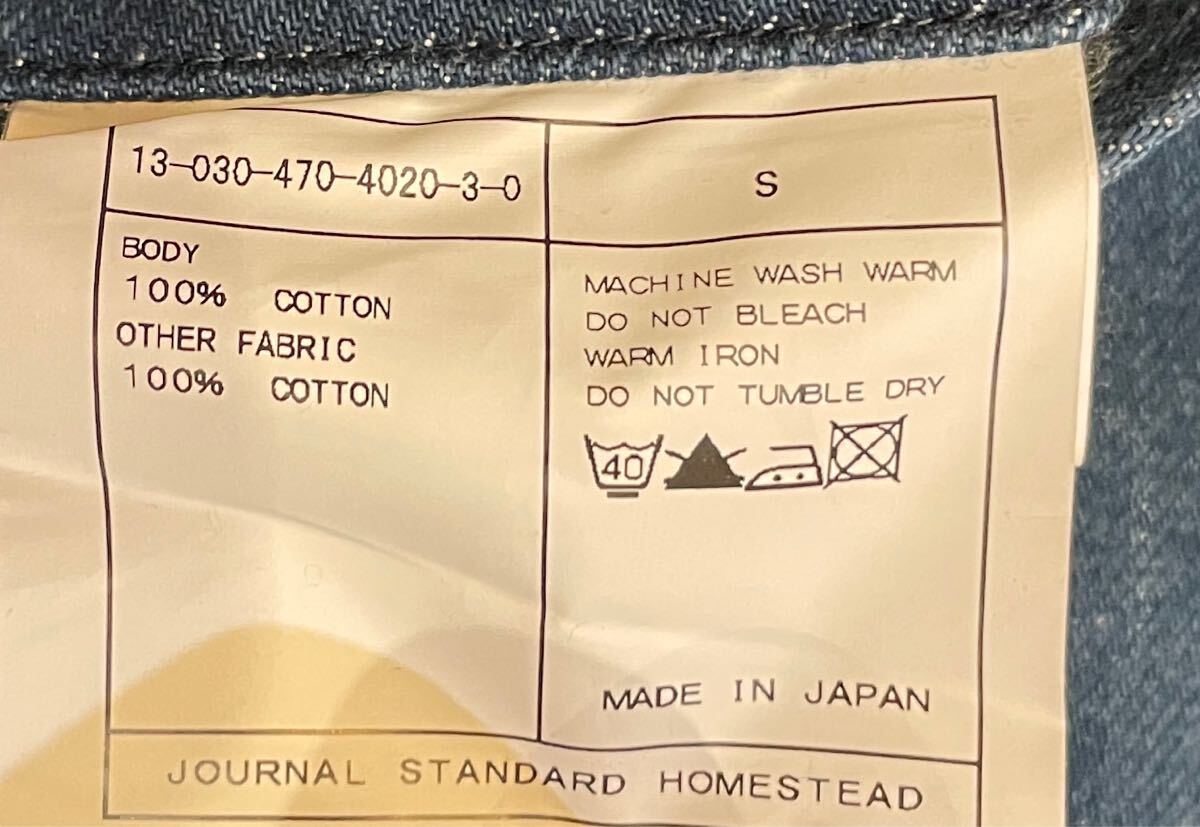 13-030-470-4020-3-0
S
BODY
100% COTTON
OTHER FABRIC
100% COTTON
MACHINE WASH WARM
DO NOT BLEACH
WARM IRON
DO NOT TUMBLE DRY
40
MADE IN JAPAN
JOURNAL STANDARD HOMESTEAD